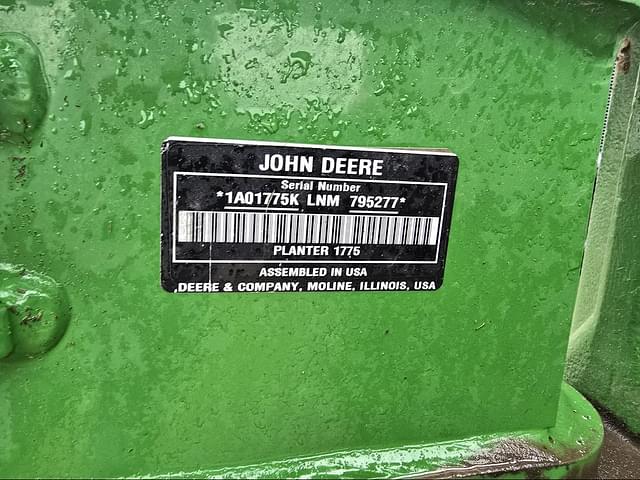 JOHN DEERE
Serial Number
*1A01775K LNM 795277*
PLANTER 1775
ASSEMBLED IN USA
DEERE & COMPANY, MOLINE, ILLINOIS, USA